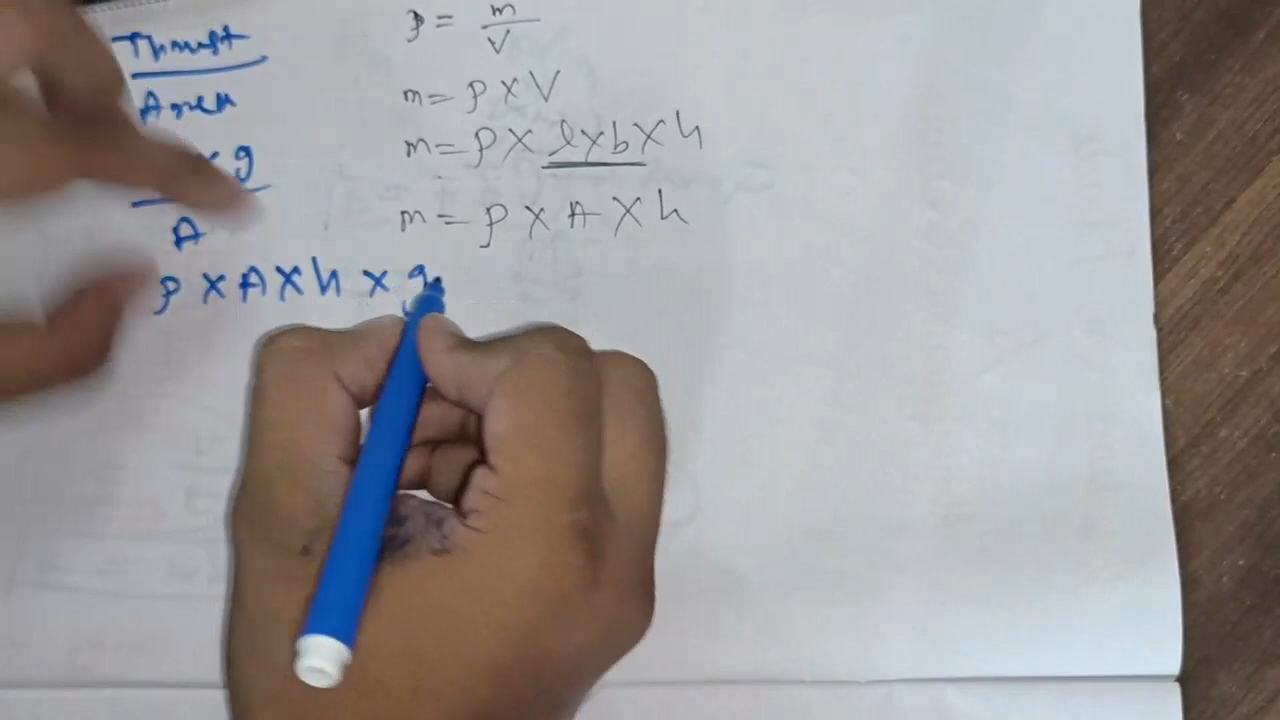 Thrust
Area
× g
A
ρ × A × h × g
ρ = m
V
m = ρ × V
m = ρ × l × b × h
m = ρ × A × h